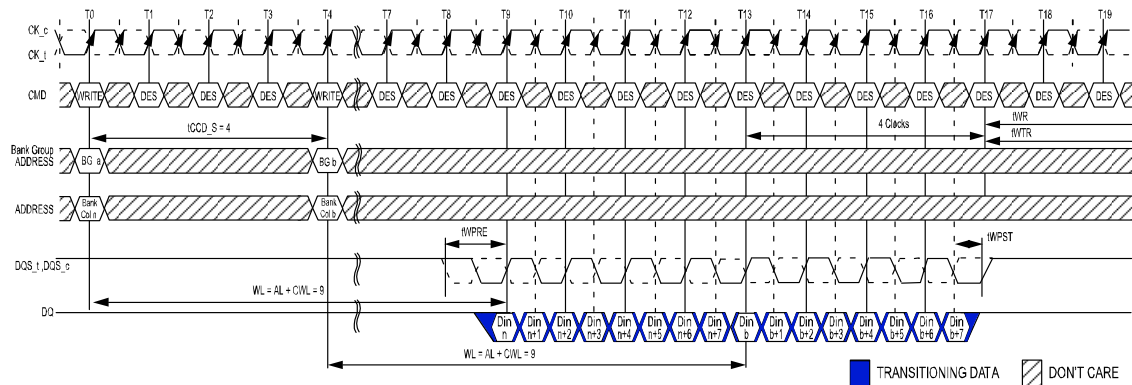 T0 T1 T2 T3 T4 T7 T8 T9 T10 T11 T12 T13 T14 T15 T16 T17 T18 T19
CK_c
CK_t
CMD WRITE DES DES DES WRITE DES DES DES DES DES DES DES DES DES DES DES DES DES
tCCD_S = 4
4 Clocks
tWR
tWTR
Bank Group
ADDRESS BG a BG b
ADDRESS Bank Col n Bank Col b
tWPRE tWPST
DQS_t ,DQS_c
WL = AL + CWL = 9
DQ Din n Din n+1 Din n+2 Din n+3 Din n+4 Din n+5 Din n+6 Din n+7 Din b Din b+1 Din b+2 Din b+3 Din b+4 Din b+5 Din b+6 Din b+7
WL = AL + CWL = 9
TRANSITIONING DATA DON'T CARE